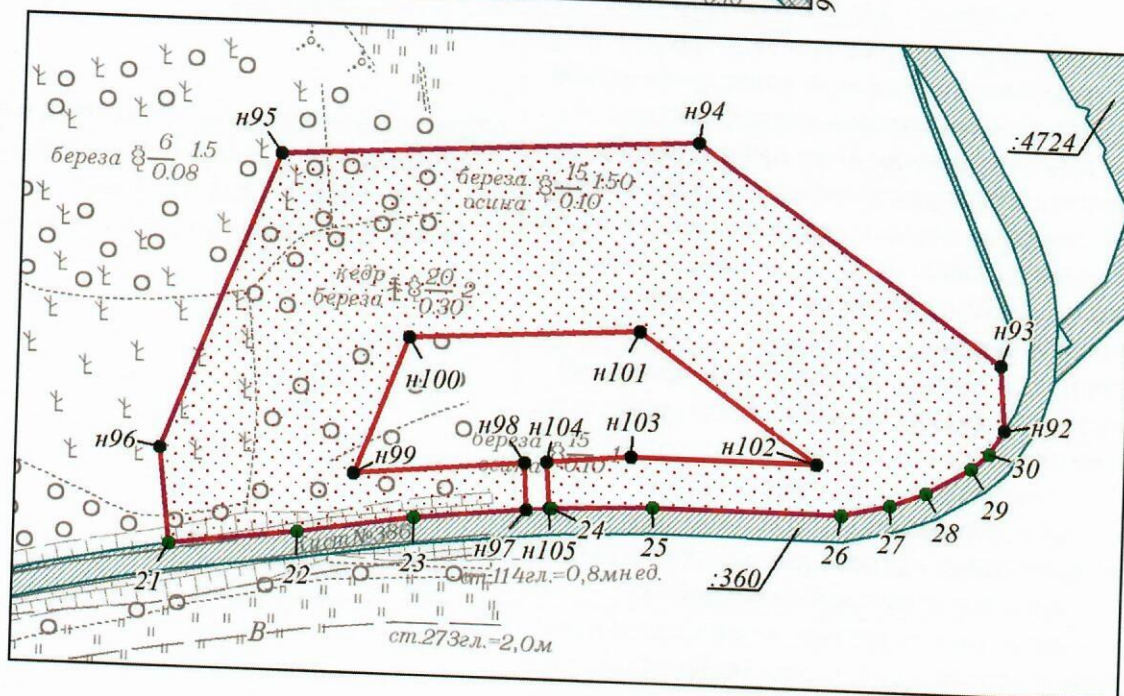 н95
н94
:4724
береза 6 1.5
0.08
береза 15 1.50
осина 0.10
кедр 20 2
береза 0.30
н93
н100
н101
н96
н98
н104
н103
н102
н92
н99
береза 15
осина 0.10
30
29
28
27
26
25
24
н105
н97
23
22
21
лист №386
:360
ст.114гл.=0,8мнед.
В
ст.273гл.=2,0м